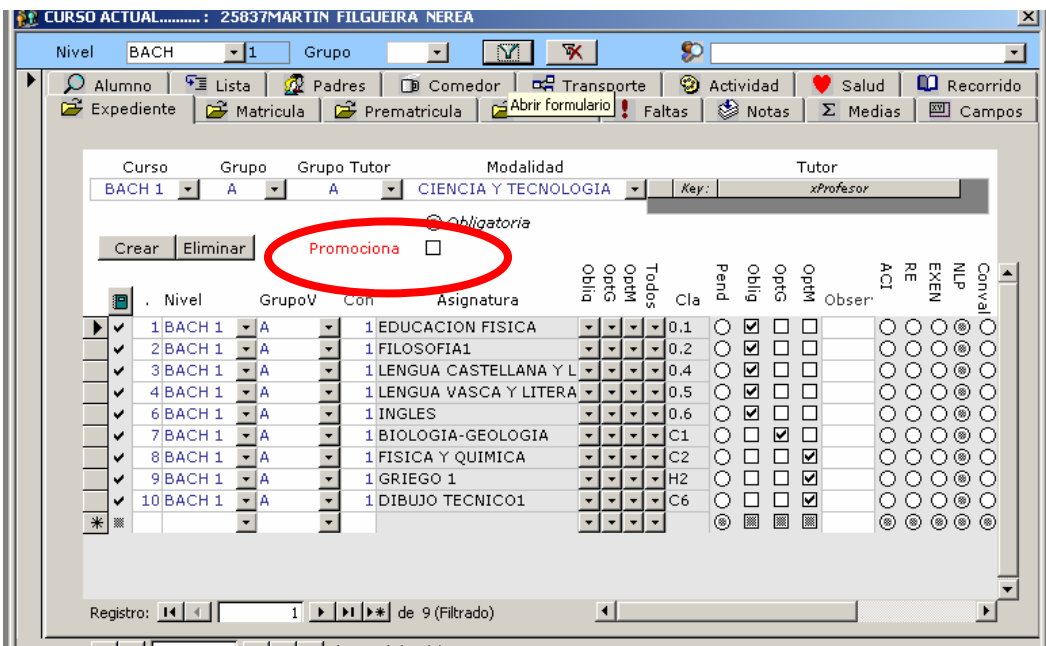 CURSO ACTUAL..........: 25837MARTIN FILGUEIRA NEREA
Nivel BACH 1 Grupo
Alumno Lista Padres Comedor Transporte Actividad Salud Recorrido
Expediente Matricula Prematricula Abrir formulario Faltas Notas Medias Campos
Curso Grupo Grupo Tutor Modalidad Tutor
BACH 1 A A CIENCIA Y TECNOLOGIA Key: xProfesor
Obligatoria
Crear Eliminar Promociona
Oblig OptG OptM Todos Pend Oblig OptG OptM ACI RE EXEN NLP Conval
. Nivel GrupoV Con Asignatura Cla Obser
1 BACH 1 A 1 EDUCACION FISICA 0.1
2 BACH 1 A 1 FILOSOFIA1 0.2
3 BACH 1 A 1 LENGUA CASTELLANA Y L 0.4
4 BACH 1 A 1 LENGUA VASCA Y LITERA 0.5
6 BACH 1 A 1 INGLES 0.6
7 BACH 1 A 1 BIOLOGIA-GEOLOGIA C1
8 BACH 1 A 1 FISICA Y QUIMICA C2
9 BACH 1 A 1 GRIEGO 1 H2
10 BACH 1 A 1 DIBUJO TECNICO1 C6
Registro: 1 de 9 (Filtrado)